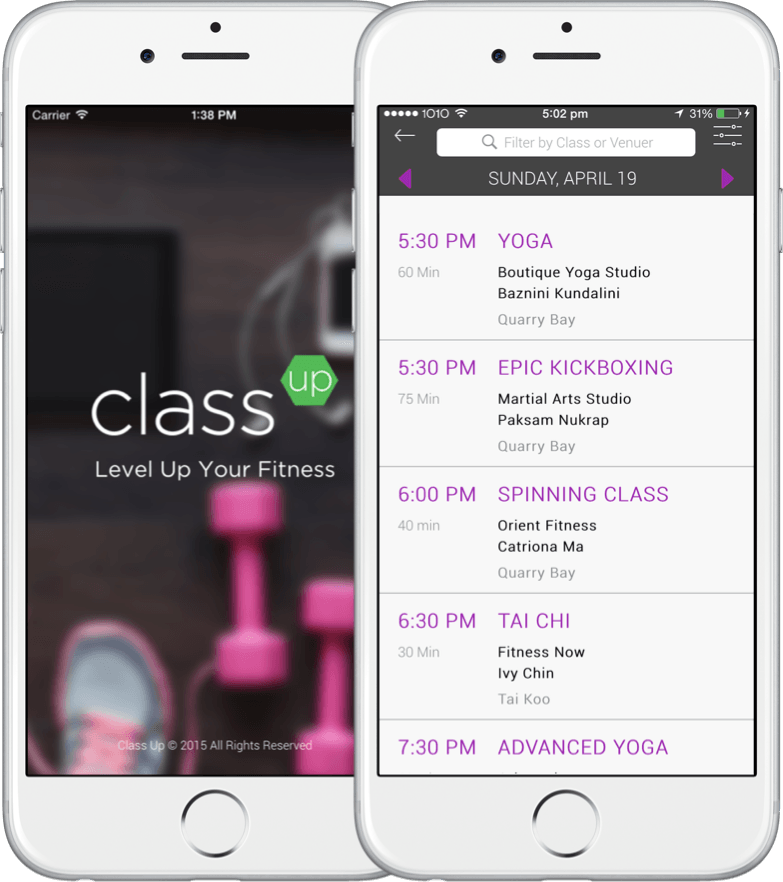 Carrier
1:38 PM
class up
Level Up Your Fitness
Class Up © 2015 All Rights Reserved
1O1O
5:02 pm
31%
Filter by Class or Venuer
SUNDAY, APRIL 19
5:30 PM YOGA
60 Min Boutique Yoga Studio
Baznini Kundalini
Quarry Bay
5:30 PM EPIC KICKBOXING
75 Min Martial Arts Studio
Paksam Nukrap
Quarry Bay
6:00 PM SPINNING CLASS
40 min Orient Fitness
Catriona Ma
Quarry Bay
6:30 PM TAI CHI
30 Min Fitness Now
Ivy Chin
Tai Koo
7:30 PM ADVANCED YOGA